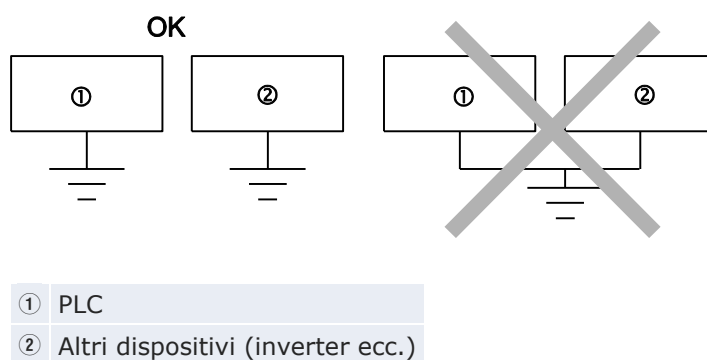 OK
① ② ① ②
① PLC
② Altri dispositivi (inverter ecc.)